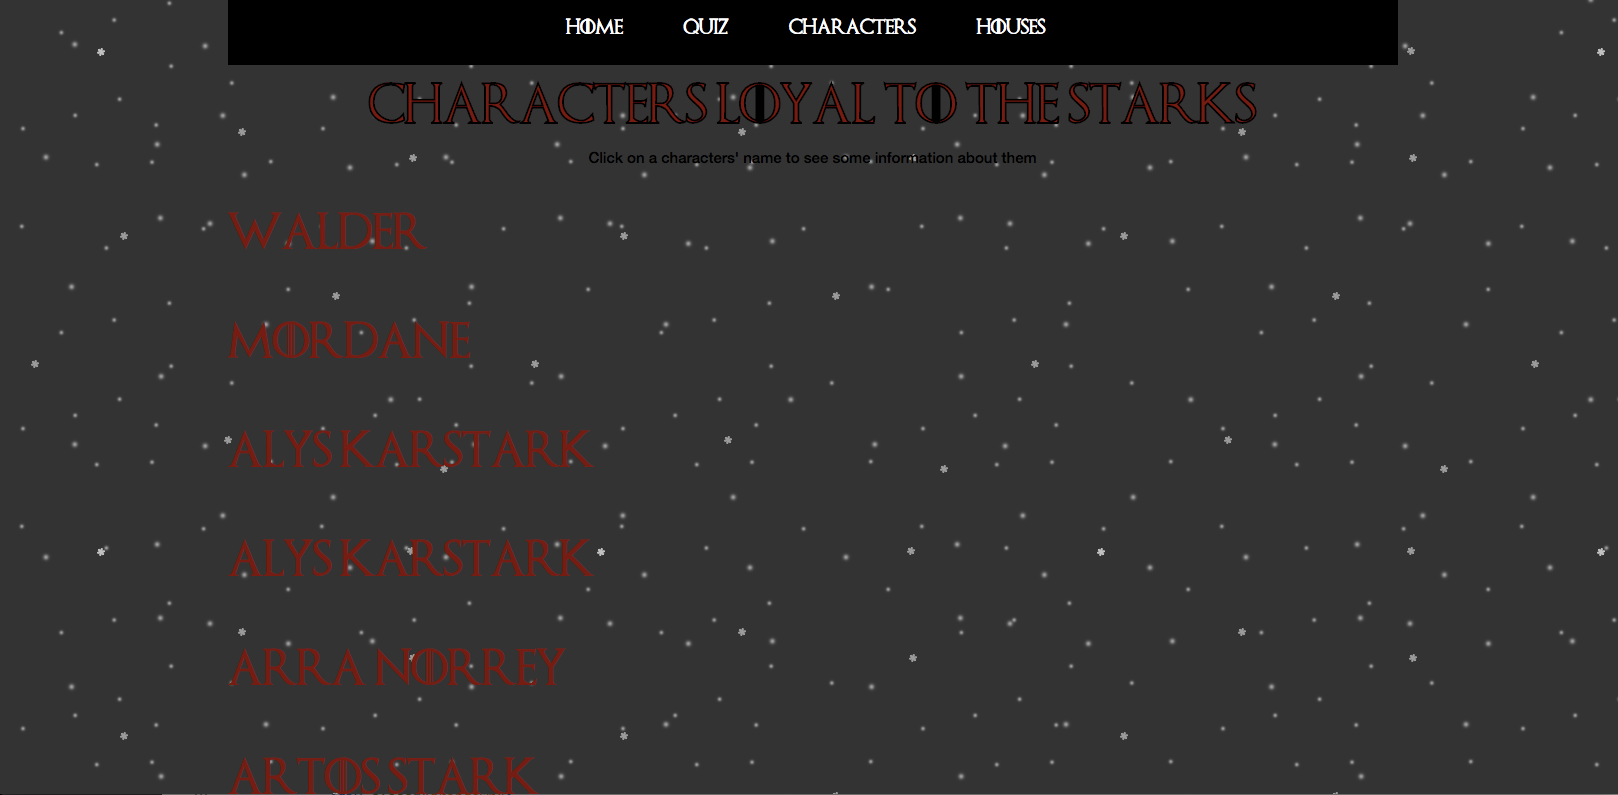 HOME QUIZ CHARACTERS HOUSES
CHARACTERS LOYAL TO THE STARKS
Click on a characters' name to see some information about them
WALDER
MORDANE
ALYS KARSTARK
ALYS KARSTARK
ARRA NORREY
ARTOS STARK